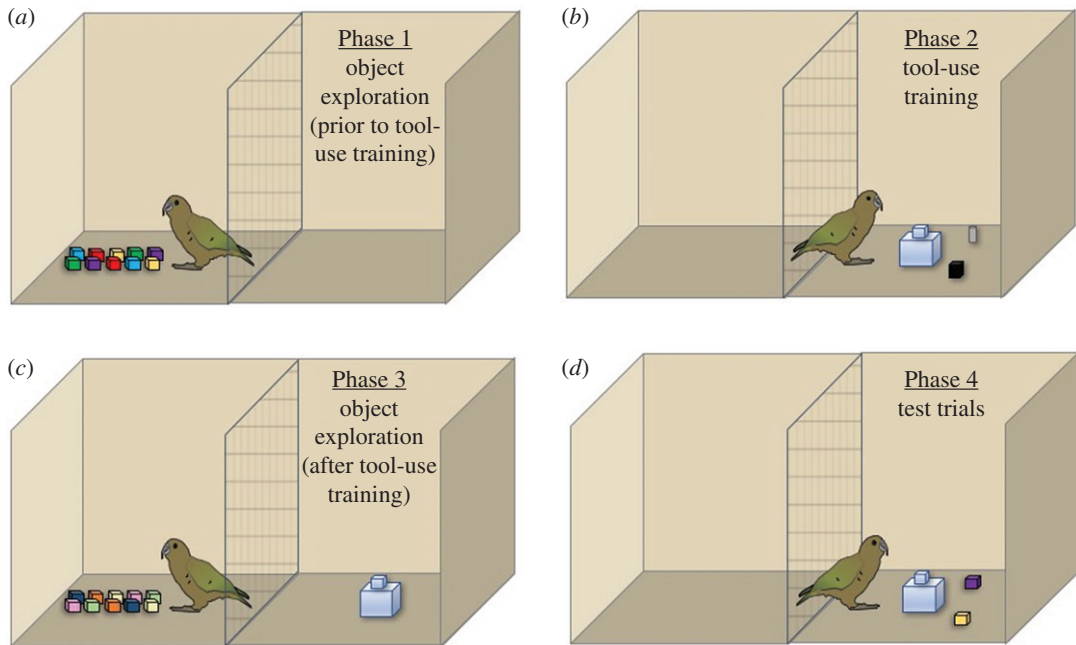 (a)
Phase 1
object
exploration
(prior to tool-
use training)
(b)
Phase 2
tool-use
training
(c)
Phase 3
object
exploration
(after tool-use
training)
(d)
Phase 4
test trials